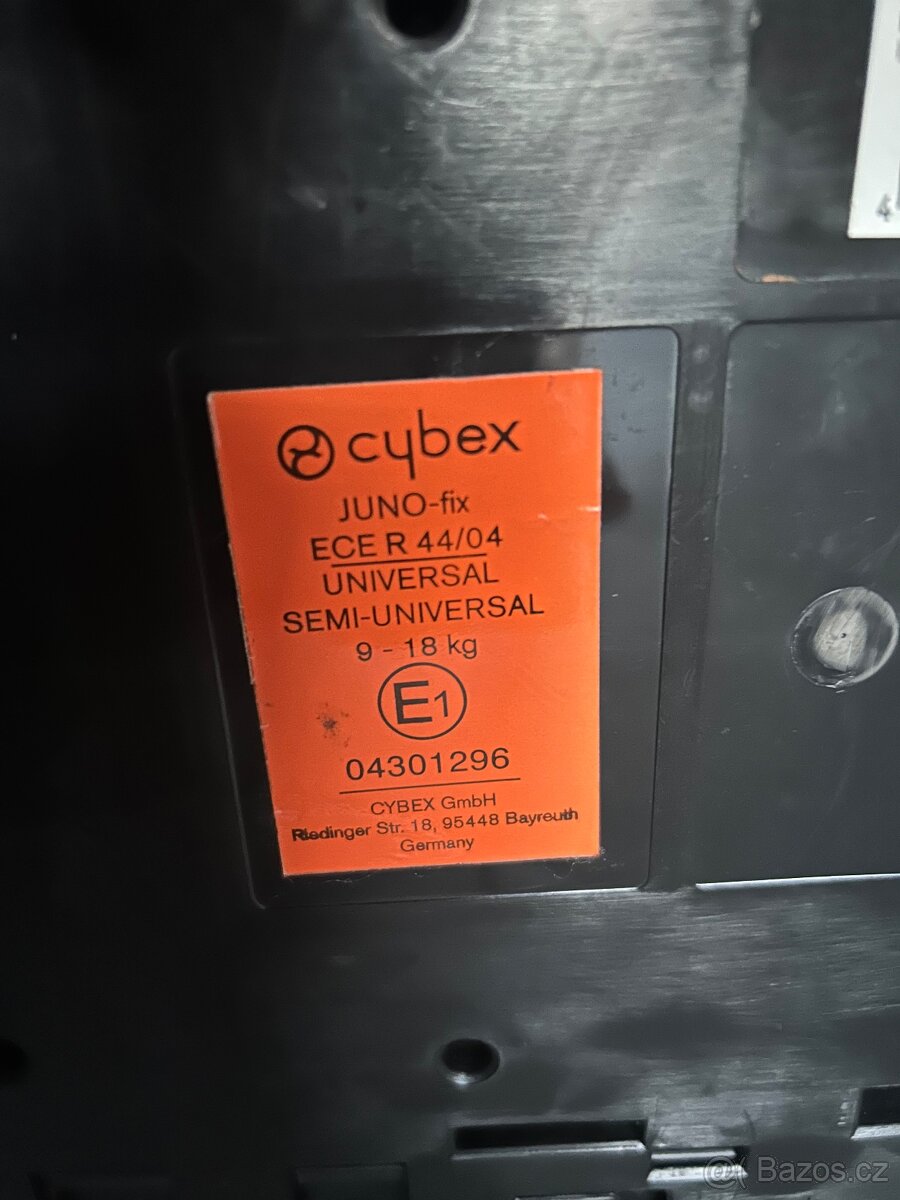 4
cybex
JUNO-fix
ECE R 44/04
UNIVERSAL
SEMI-UNIVERSAL
9 - 18 kg
E1
04301296
CYBEX GmbH
Riedinger Str. 18, 95448 Bayreuth
Germany
Bazos.cz